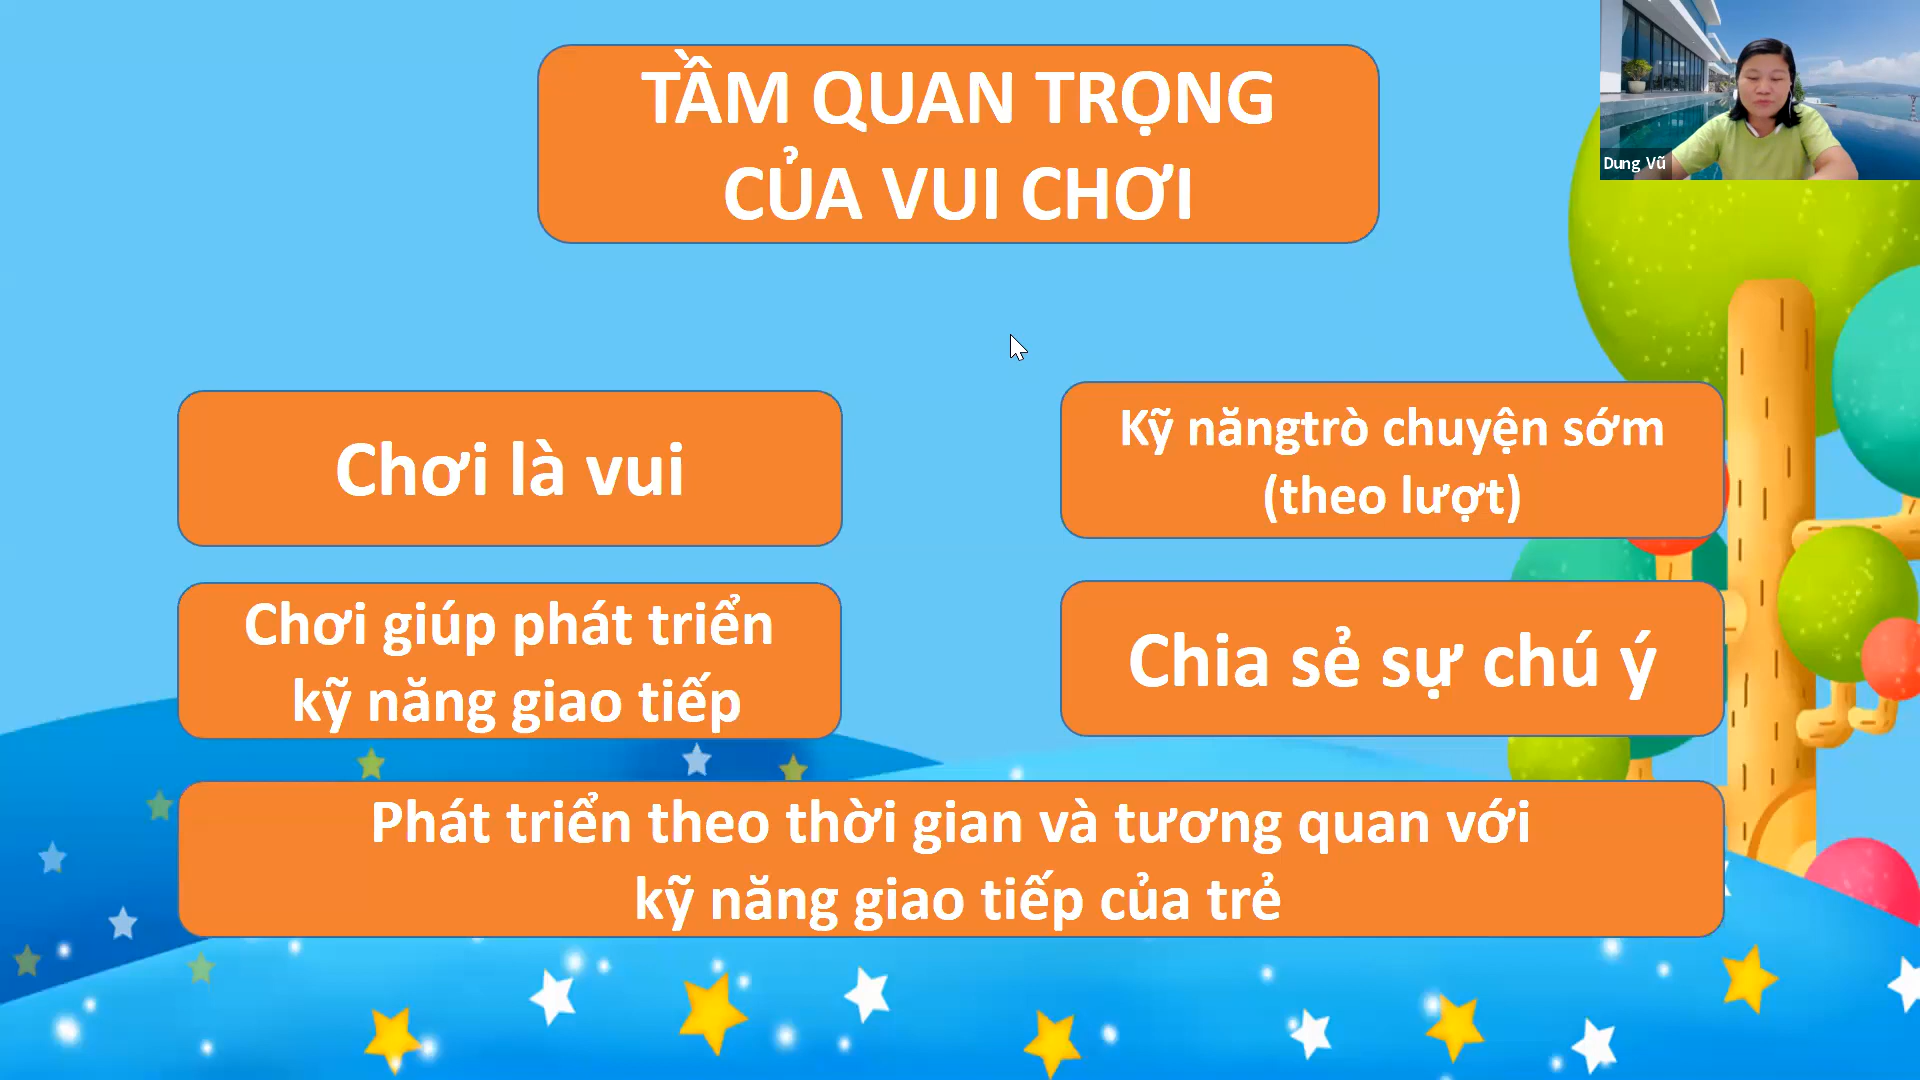 TẦM QUAN TRỌNG
CỦA VUI CHƠI
Dung Vũ
Chơi là vui
Kỹ năngtrò chuyện sớm
(theo lượt)
Chơi giúp phát triển
kỹ năng giao tiếp
Chia sẻ sự chú ý
Phát triển theo thời gian và tương quan với
kỹ năng giao tiếp của trẻ